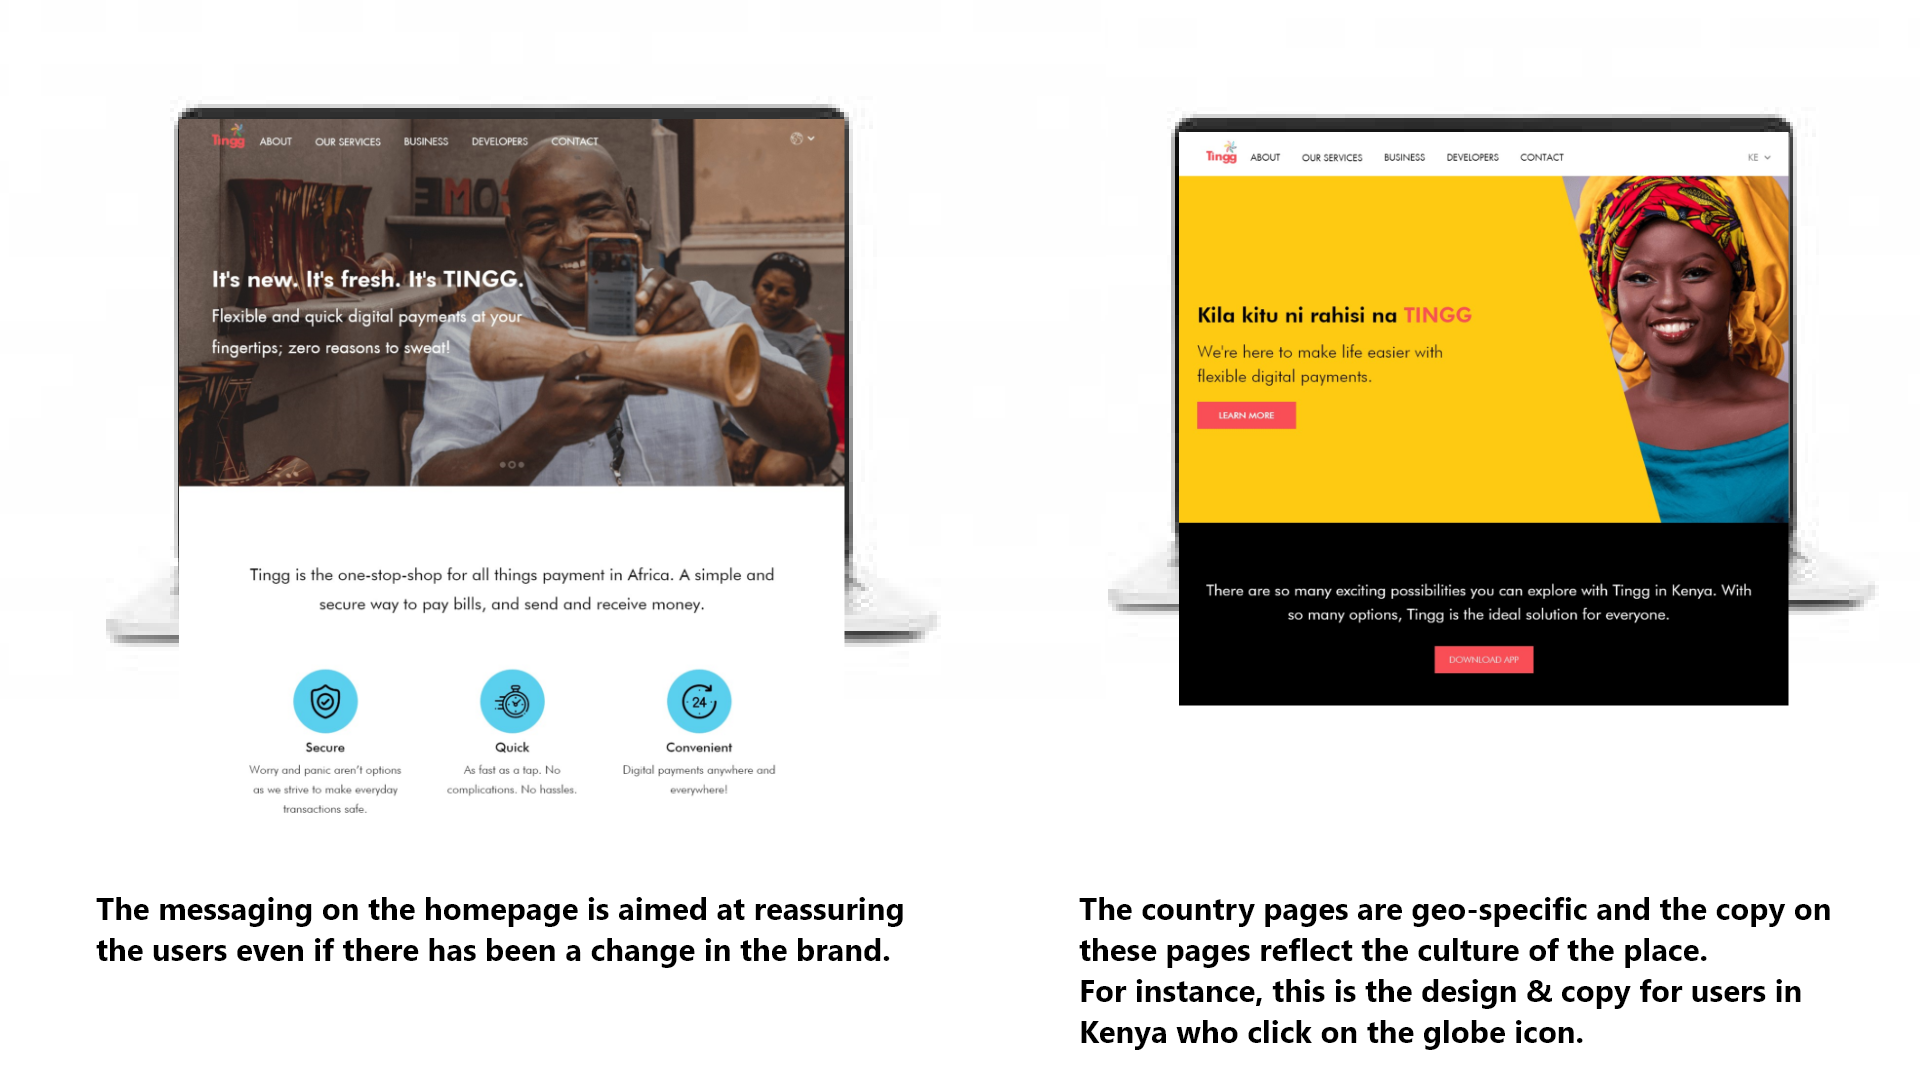 Tingg
ABOUT
OUR SERVICES
BUSINESS
DEVELOPERS
CONTACT
It's new. It's fresh. It's TINGG.
Flexible and quick digital payments at your
fingertips; zero reasons to sweat!
Tingg is the one-stop-shop for all things payment in Africa. A simple and
secure way to pay bills, and send and receive money.
24
Secure
Worry and panic aren't options
as we strive to make everyday
transactions safe.
Quick
As fast as a tap. No
complications. No hassles.
Convenient
Digital payments anywhere and
everywhere!
The messaging on the homepage is aimed at reassuring
the users even if there has been a change in the brand.
Tingg
ABOUT
OUR SERVICES
BUSINESS
DEVELOPERS
CONTACT
KE
Kila kitu ni rahisi na TINGG
We're here to make life easier with
flexible digital payments.
LEARN MORE
There are so many exciting possibilities you can explore with Tingg in Kenya. With
so many options, Tingg is the ideal solution for everyone.
DOWNLOAD APP
The country pages are geo-specific and the copy on
these pages reflect the culture of the place.
For instance, this is the design & copy for users in
Kenya who click on the globe icon.